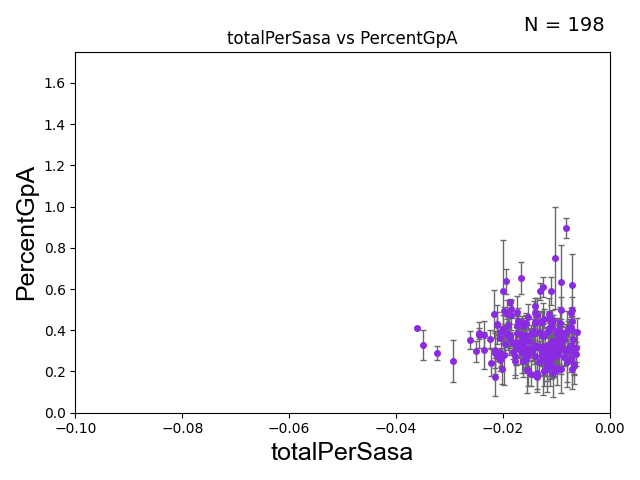 N = 198
totalPerSasa vs PercentGpA
PercentGpA
1.6
1.4
1.2
1.0
0.8
0.6
0.4
0.2
0.0
−0.10 −0.08 −0.06 −0.04 −0.02 0.00
totalPerSasa